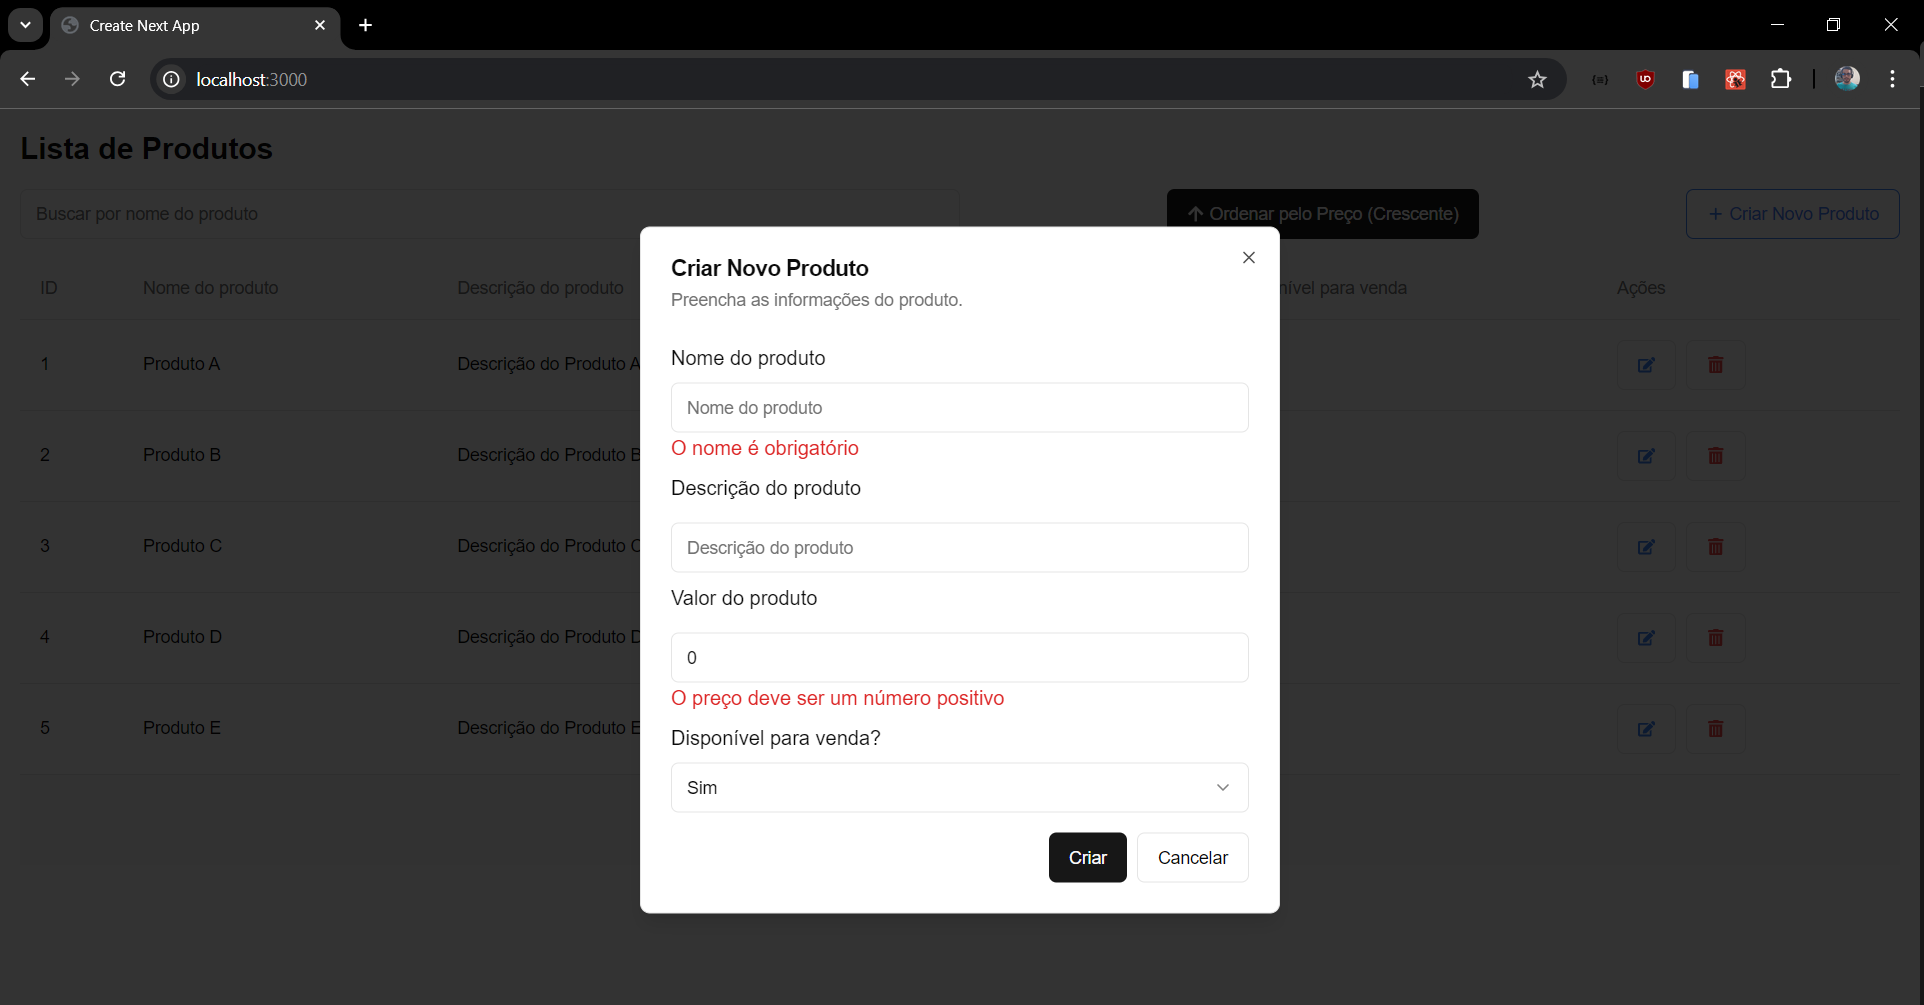 Create Next App
localhost:3000
Lista de Produtos
Buscar por nome do produto
Ordenar pelo Preço (Crescente)
+ Criar Novo Produto
ID Nome do produto Descrição do produto nível para venda Ações
1 Produto A Descrição do Produto A
2 Produto B Descrição do Produto B
3 Produto C Descrição do Produto C
4 Produto D Descrição do Produto D
5 Produto E Descrição do Produto E
Criar Novo Produto
Preencha as informações do produto.
Nome do produto
Nome do produto
O nome é obrigatório
Descrição do produto
Descrição do produto
Valor do produto
0
O preço deve ser um número positivo
Disponível para venda?
Sim
Criar
Cancelar